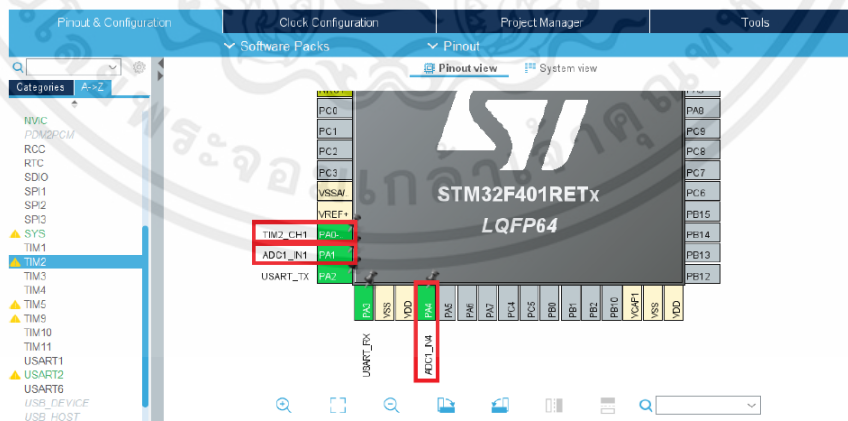 Pinout & Configuration
Clock Configuration
Project Manager
Tools
Software Packs
Pinout
Pinout view
System view
Categories
A->Z
NVIC
PDM2PCM
RCC
RTC
SDIO
SPI1
SPI2
SPI3
SYS
TIM1
TIM2
TIM3
TIM4
TIM5
TIM9
TIM10
TIM11
USART1
USART2
USART6
USB_DEVICE
USB_HOST
PC0
PC1
PC2
PC3
VSSA/.
VREF+
TIM2_CH1 PA0-.
ADC1_IN1 PA1
USART_TX PA2
STM32F401RETx
LQFP64
PA8
PC9
PC8
PC7
PC6
PB15
PB14
PB13
PB12
PA3
VSS
VDD
PA4
PA5
PA6
PA7
PC4
PC5
PB0
PB1
PB2
PB10
VCAP1
VSS
VDD
USART_RX
ADC1_IN4